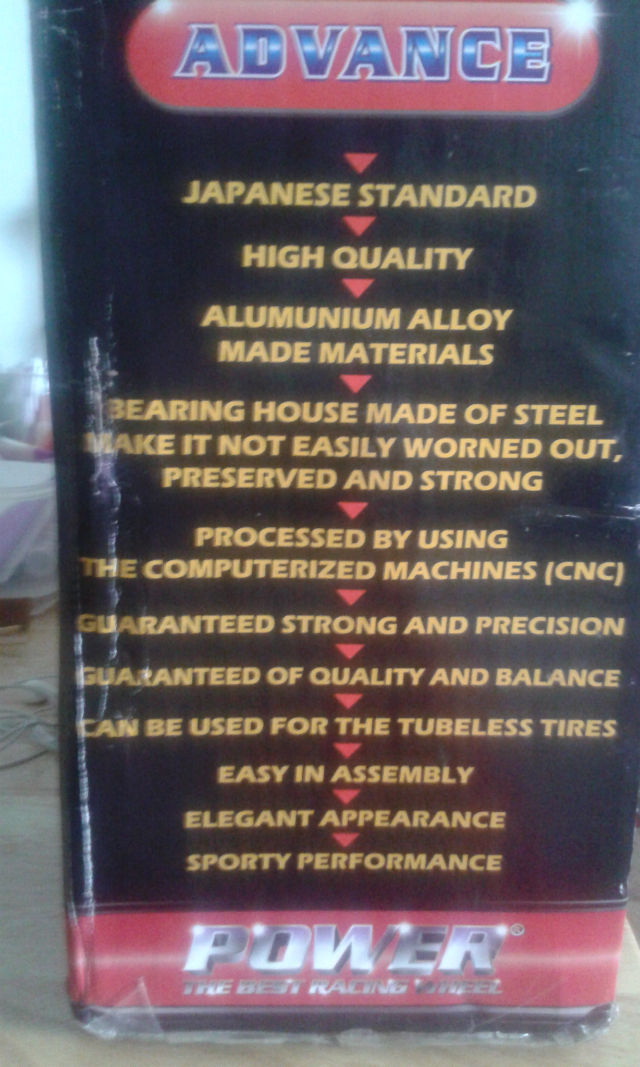 ADVANCE
JAPANESE STANDARD
HIGH QUALITY
ALUMUNIUM ALLOY
MADE MATERIALS
BEARING HOUSE MADE OF STEEL
MAKE IT NOT EASILY WORNED OUT,
PRESERVED AND STRONG
PROCESSED BY USING
THE COMPUTERIZED MACHINES (CNC)
GUARANTEED STRONG AND PRECISION
GUARANTEED OF QUALITY AND BALANCE
CAN BE USED FOR THE TUBELESS TIRES
EASY IN ASSEMBLY
ELEGANT APPEARANCE
SPORTY PERFORMANCE
POWER®
THE BEST RACING WHEEL